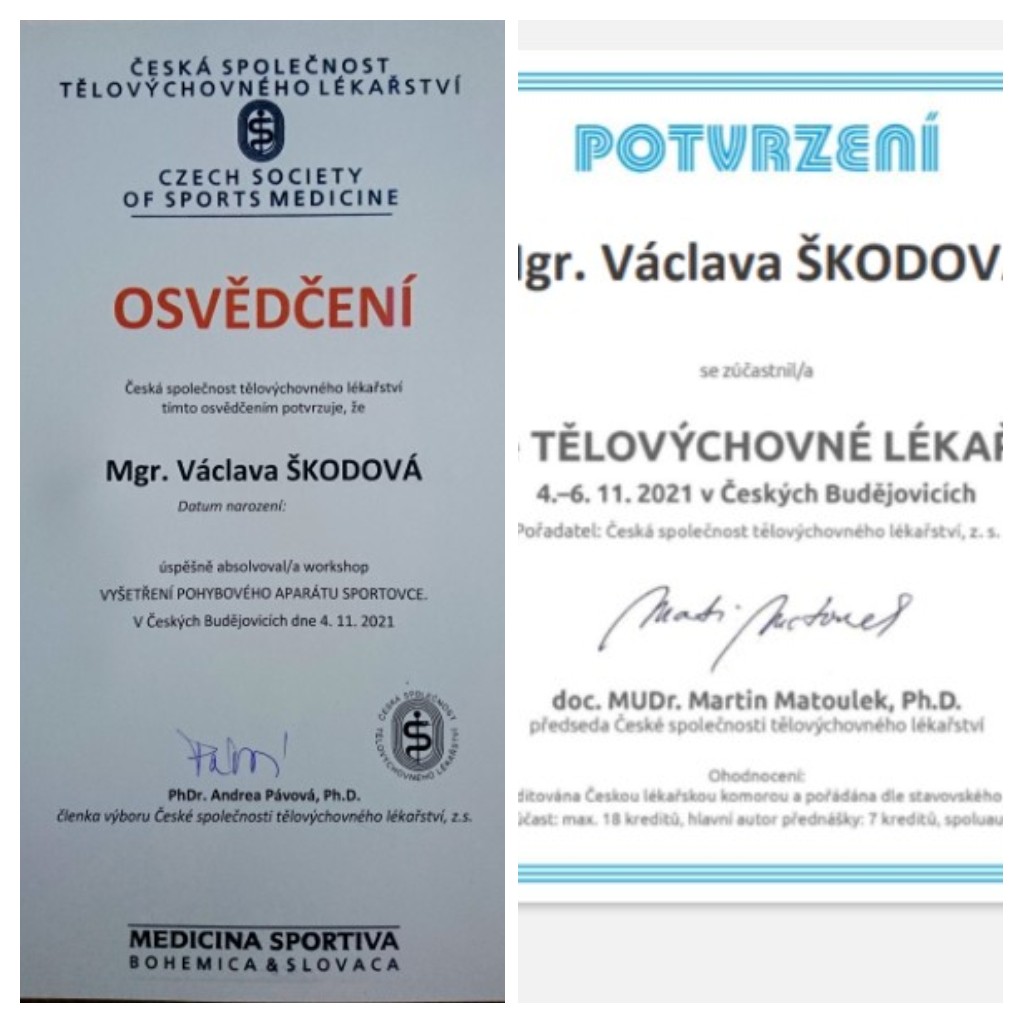 ČESKÁ SPOLEČNOST
TĚLOVÝCHOVNÉHO LÉKAŘSTVÍ
CZECH SOCIETY
OF SPORTS MEDICINE
OSVĚDČENÍ
Česká společnost tělovýchovného lékařství
tímto osvědčením potvrzuje, že
Mgr. Václava ŠKODOVÁ
Datum narození:
úspěšně absolvoval/a workshop
VYŠETŘENÍ POHYBOVÉHO APARÁTU SPORTOVCE.
V Českých Budějovicích dne 4. 11. 2021
ČESKÁ SPOLEČNOST TĚLOVÝCHOVNÉHO LÉKAŘSTVÍ
PhDr. Andrea Pávová, Ph.D.
členka výboru České společnosti tělovýchovného lékařství, z.s.
MEDICINA SPORTIVA
BOHEMICA & SLOVACA
POTVRZENÍ
gr. Václava ŠKODOV
se zúčastnil/a
TĚLOVÝCHOVNÉ LÉKAŘ
4.–6. 11. 2021 v Českých Budějovicích
Pořadatel: Česká společnost tělovýchovného lékařství, z. s.
doc. MUDr. Martin Matoulek, Ph.D.
předseda České společnosti tělovýchovného lékařství
Ohodnocení:
ditována Českou lékařskou komorou a pořádána dle stavovského
účast: max. 18 kreditů, hlavní autor přednášky: 7 kreditů, spoluau